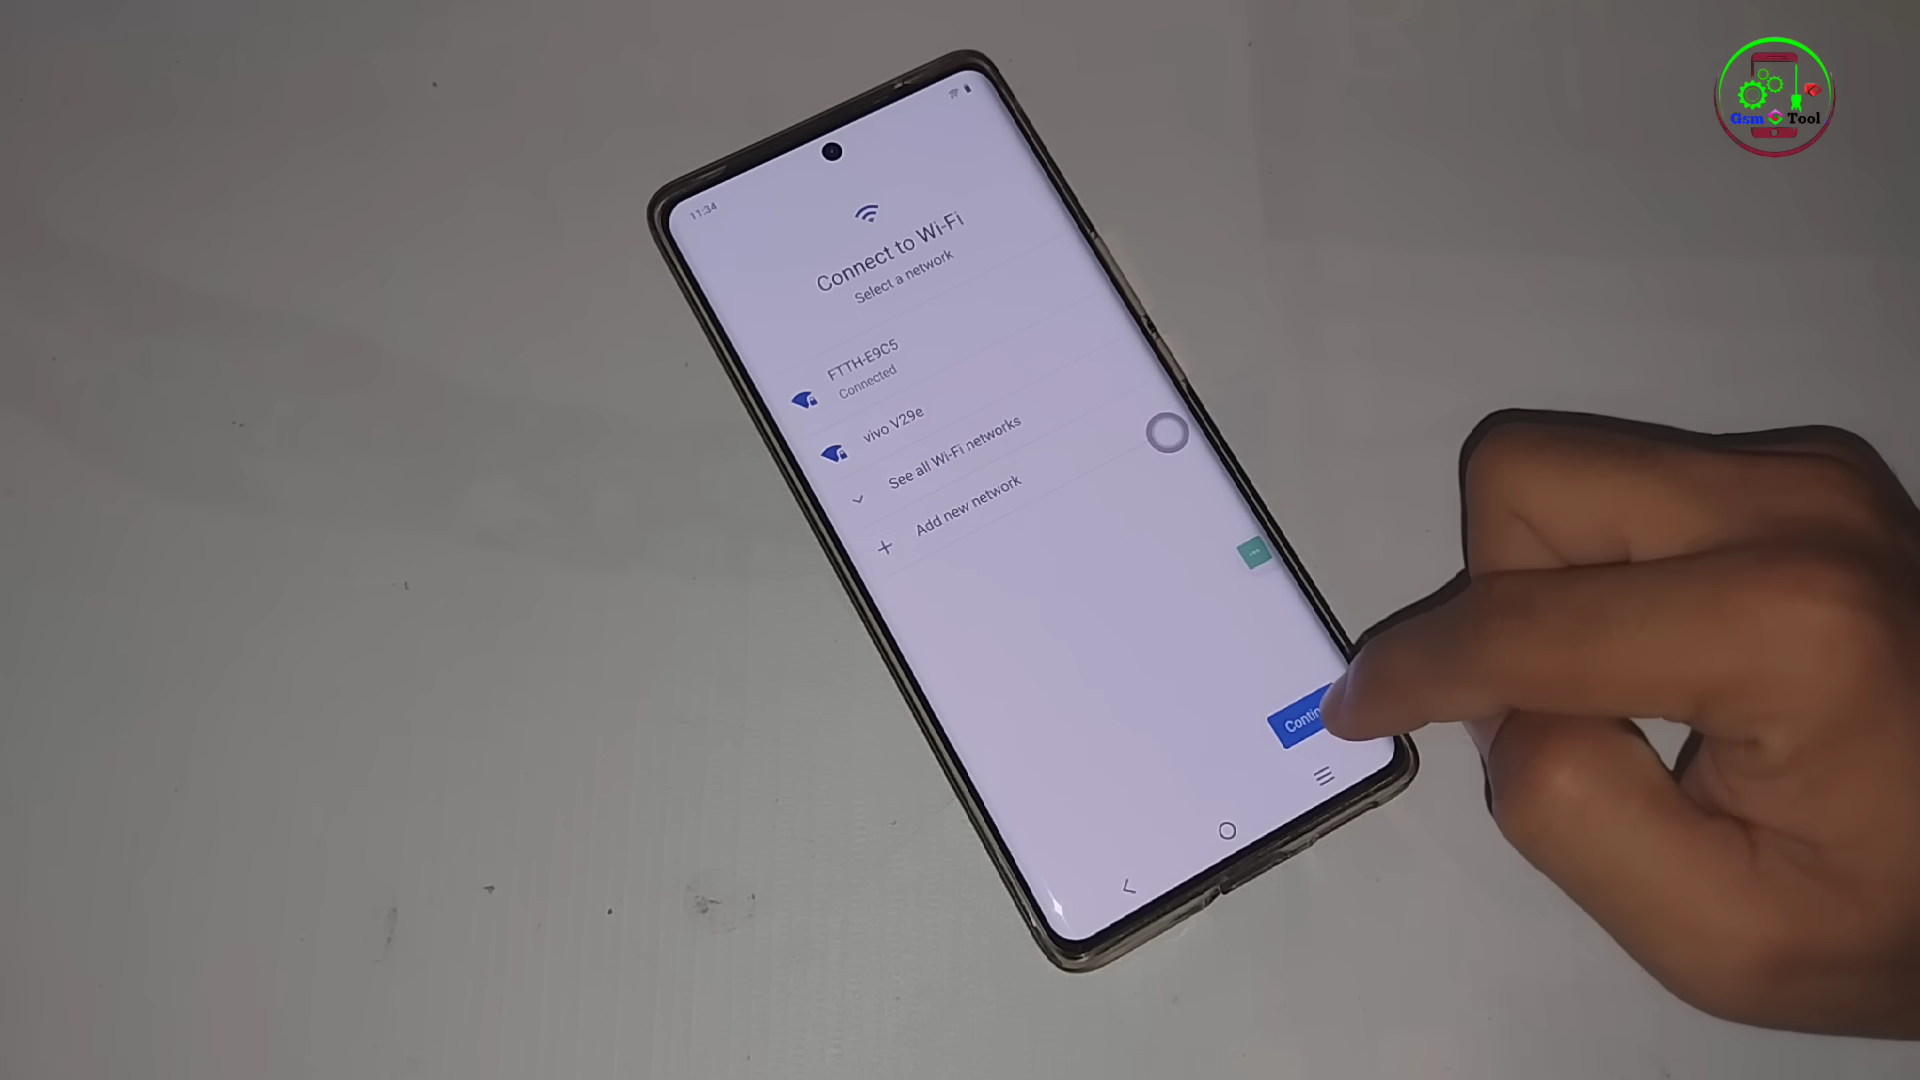 Gsm Tool
11:34
Connect to Wi-Fi
Select a network
FTTH-E9C5
Connected
vivo V29e
See all Wi-Fi networks
Add new network
Contin